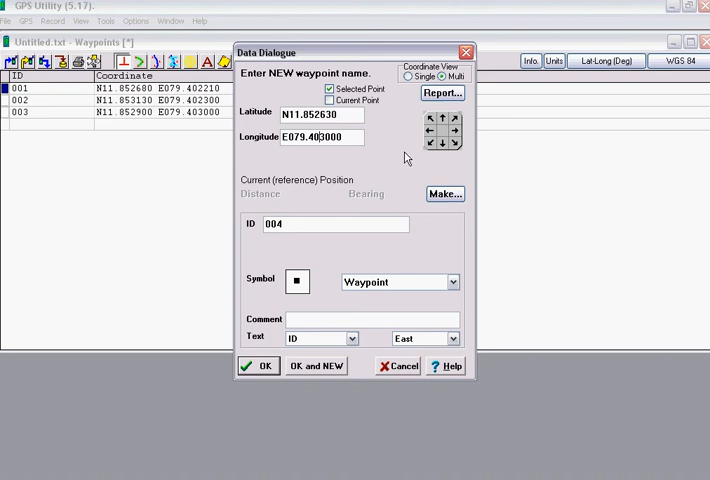 GPS Utility (5.17).
File GPS Record View Tools Options Window Help
Untitled.txt - Waypoints [*]
Info. Units Lat-Long (Deg) WGS 84
A
ID Coordinate
001 N11.852680 E079.402210
002 N11.853130 E079.402300
003 N11.852900 E079.403000
Data Dialogue
Enter NEW waypoint name.
Coordinate View
Single Multi
Selected Point
Current Point
Report...
Latitude N11.852630
Longitude E079.403000
Current (reference) Position
Distance Bearing
Make...
ID 004
Symbol Waypoint
Comment
Text ID East
OK OK and NEW Cancel ? Help